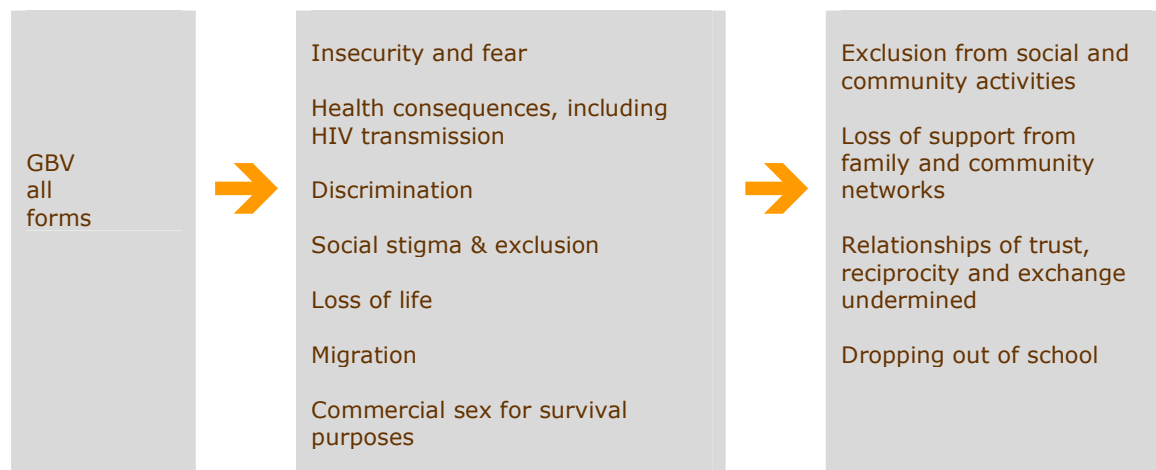 GBV
all
forms
Insecurity and fear
Health consequences, including
HIV transmission
Discrimination
Social stigma & exclusion
Loss of life
Migration
Commercial sex for survival
purposes
Exclusion from social and
community activities
Loss of support from
family and community
networks
Relationships of trust,
reciprocity and exchange
undermined
Dropping out of school